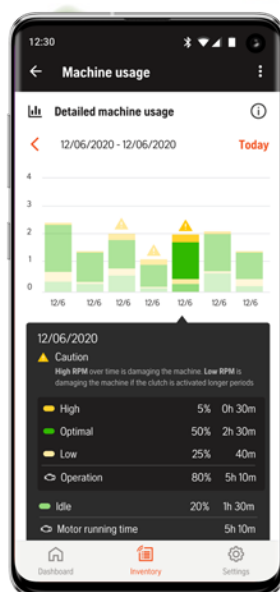 12:30
Machine usage
Detailed machine usage
12/06/2020 - 12/06/2020 Today
4
3
2
1
0
12/6 12/6 12/6 12/6 12/6 12/6 12/6
12/06/2020
Caution
High RPM over time is damaging the machine. Low RPM is
damaging the machine if the clutch is activated longer periods
High 5% 0h 30m
Optimal 50% 2h 30m
Low 25% 40m
Operation 80% 5h 10m
Idle 20% 1h 30m
Motor running time 5h 10m
Dashboard Inventory Settings